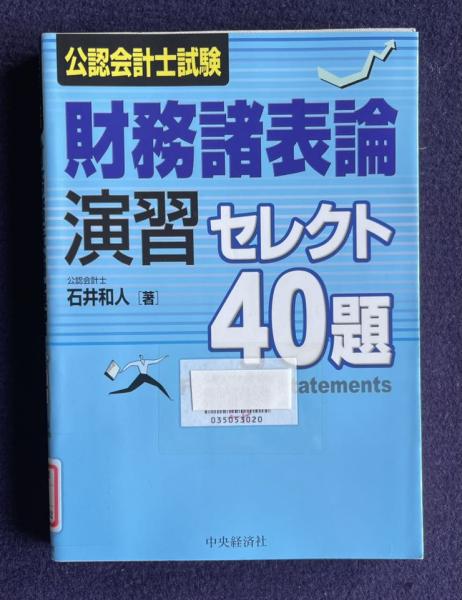 公認会計士試験
財務諸表論
演習セレクト
40題
公認会計士
石井和人[著]
tatements
035053020
中央経済社